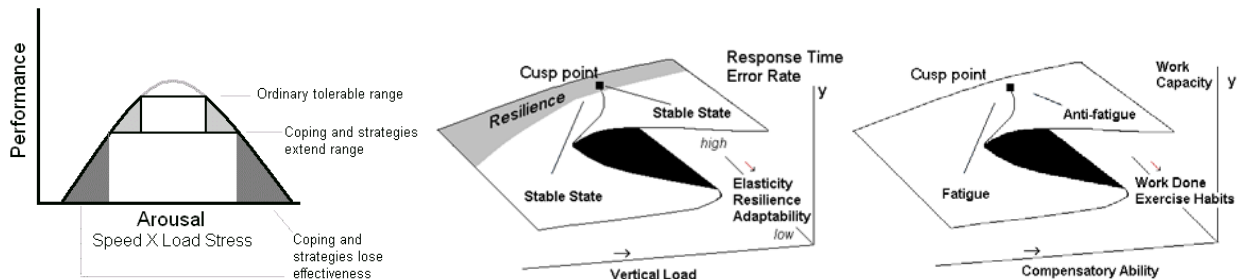 Performance
Ordinary tolerable range
Coping and strategies
extend range
Arousal
Speed X Load Stress
Coping and
strategies lose
effectiveness
Response Time
Error Rate
y
Cusp point
Resilience
Stable State
high
Stable State
Elasticity
Resilience
Adaptability
low
→
Vertical Load
Work
Capacity
y
Cusp point
Anti-fatigue
Fatigue
Work Done
Exercise Habits
→
Compensatory Ability